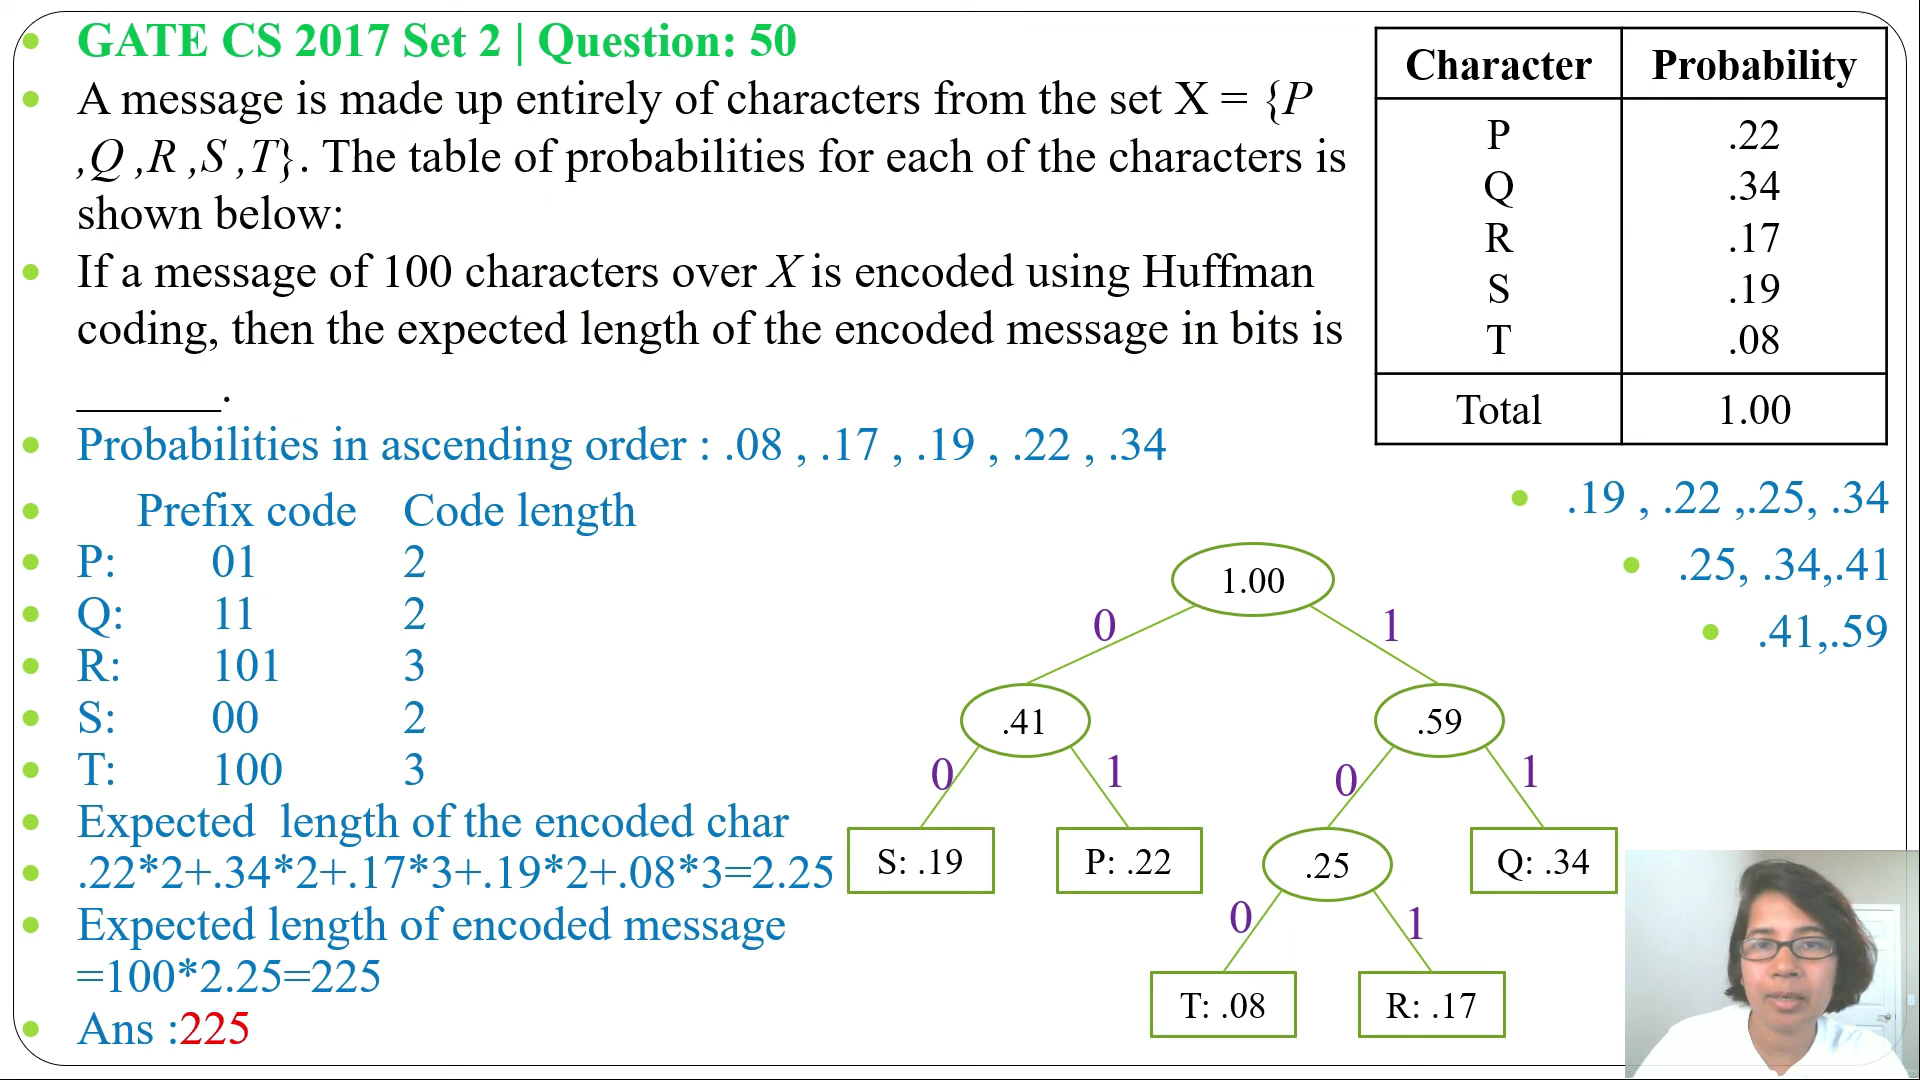 GATE CS 2017 Set 2 | Question: 50
A message is made up entirely of characters from the set X = {P
,Q ,R ,S ,T}. The table of probabilities for each of the characters is
shown below:
If a message of 100 characters over X is encoded using Huffman
coding, then the expected length of the encoded message in bits is
______.
Character Probability
P .22
Q .34
R .17
S .19
T .08
Total 1.00
Probabilities in ascending order : .08 , .17 , .19 , .22 , .34
Prefix code Code length
P: 01 2
Q: 11 2
R: 101 3
S: 00 2
T: 100 3
Expected length of the encoded char
.22*2+.34*2+.17*3+.19*2+.08*3=2.25
Expected length of encoded message
=100*2.25=225
Ans :225
.19 , .22 ,.25, .34
.25, .34,.41
.41,.59
1.00
0 1
.41 .59
0 1 0 1
S: .19 P: .22 .25 Q: .34
0 1
T: .08 R: .17